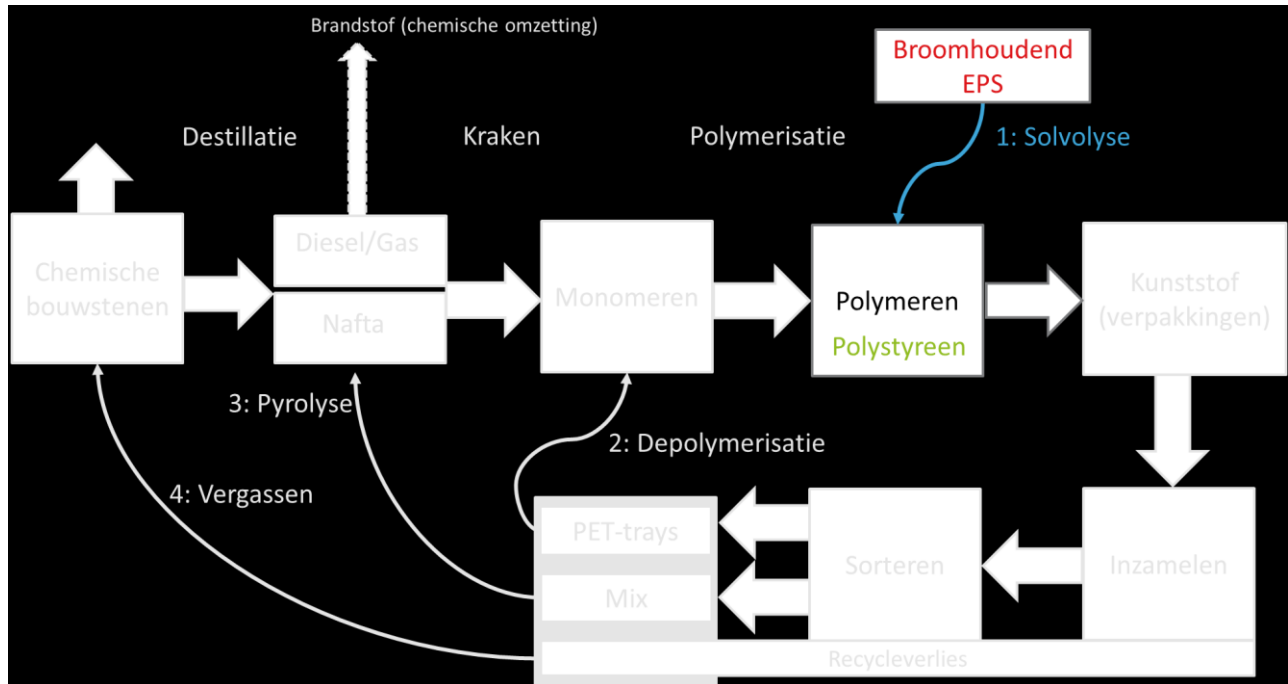 Brandstof (chemische omzetting)
Broomhoudend
EPS
Destillatie
Kraken
Polymerisatie
1: Solvolyse
Chemische
bouwstenen
Diesel/Gas
Nafta
Monomeren
Polymeren
Polystyreen
Kunststof
(verpakkingen)
3: Pyrolyse
2: Depolymerisatie
4: Vergassen
PET-trays
Mix
Sorteren
Inzamelen
Recycleverlies